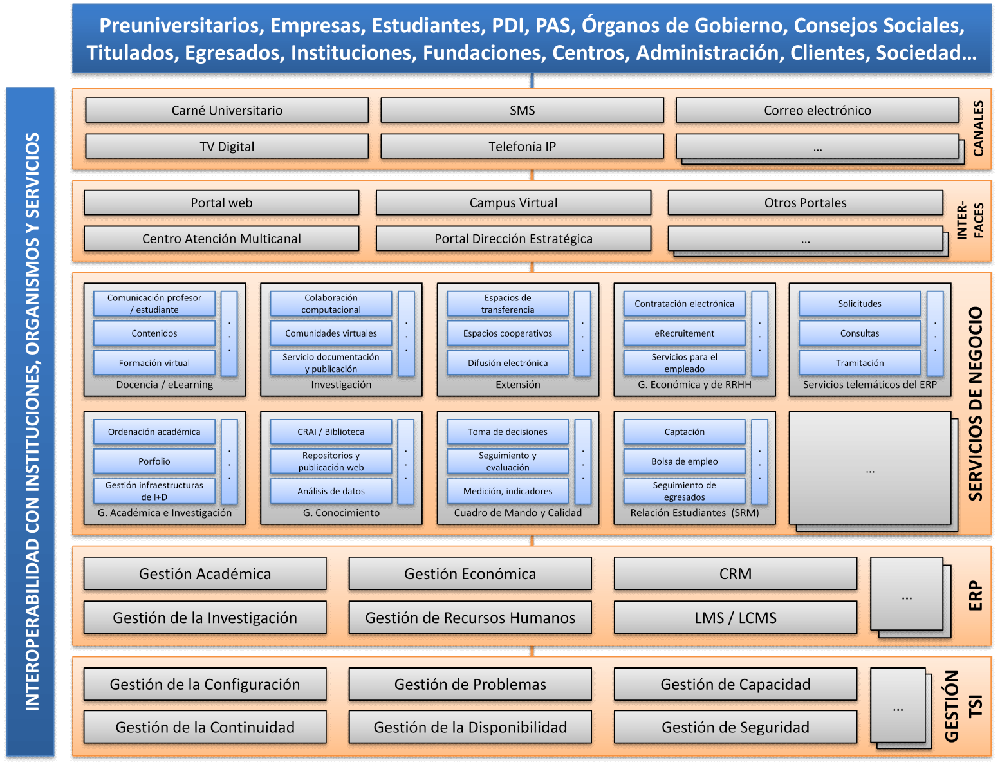 Preuniversitarios, Empresas, Estudiantes, PDI, PAS, Órganos de Gobierno, Consejos Sociales,
Titulados, Egresados, Instituciones, Fundaciones, Centros, Administración, Clientes, Sociedad...
INTEROPERABILIDAD CON INSTITUCIONES, ORGANISMOS Y SERVICIOS
Carné Universitario
SMS
Correo electrónico
TV Digital
Telefonía IP
...
CANALES
Portal web
Campus Virtual
Otros Portales
Centro Atención Multicanal
Portal Dirección Estratégica
...
INTER-
FACES
Comunicación profesor
/ estudiante
Contenidos
Formación virtual
...
Docencia / eLearning
Colaboración
computacional
Comunidades virtuales
Servicio documentación
y publicación
...
Investigación
Espacios de
transferencia
Espacios cooperativos
Difusión electrónica
...
Extensión
Contratación electrónica
eRecruitement
Servicios para el
empleado
...
G. Económica y de RRHH
Solicitudes
Consultas
Tramitación
...
Servicios telemáticos del ERP
Ordenación académica
Porfolio
Gestión infraestructuras
de I+D
...
G. Académica e Investigación
CRAI / Biblioteca
Repositorios y
publicación web
Análisis de datos
...
G. Conocimiento
Toma de decisiones
Seguimiento y
evaluación
Medición, indicadores
...
Cuadro de Mando y Calidad
Captación
Bolsa de empleo
Seguimiento de
egresados
...
Relación Estudiantes (SRM)
...
SERVICIOS DE NEGOCIO
Gestión Académica
Gestión Económica
CRM
Gestión de la Investigación
Gestión de Recursos Humanos
LMS / LCMS
...
ERP
Gestión de la Configuración
Gestión de Problemas
Gestión de Capacidad
Gestión de la Continuidad
Gestión de la Disponibilidad
Gestión de Seguridad
...
GESTIÓN
TSI